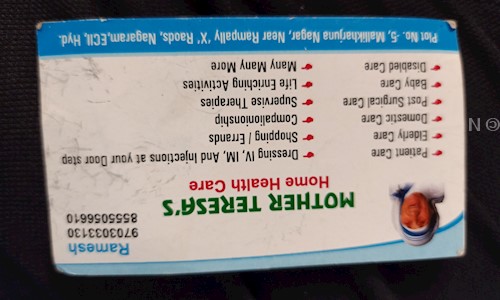 Ramesh
9703033130
8555056610
MOTHER TERESA'S
Home Health Care
Patient Care
Elderly Care
Domestic Care
Post Surgical Care
Baby Care
Disabled Care
Dressing IV, IM, And Injections at your Door step
Shopping / Errands
Compalionionship
Supervise Therapies
Life Enriching Activities
Many Many More
Plot No. -5, Mallikharjuna Nagar, Near Rampally 'X' Raods, Nagaram,ECIL, Hyd.